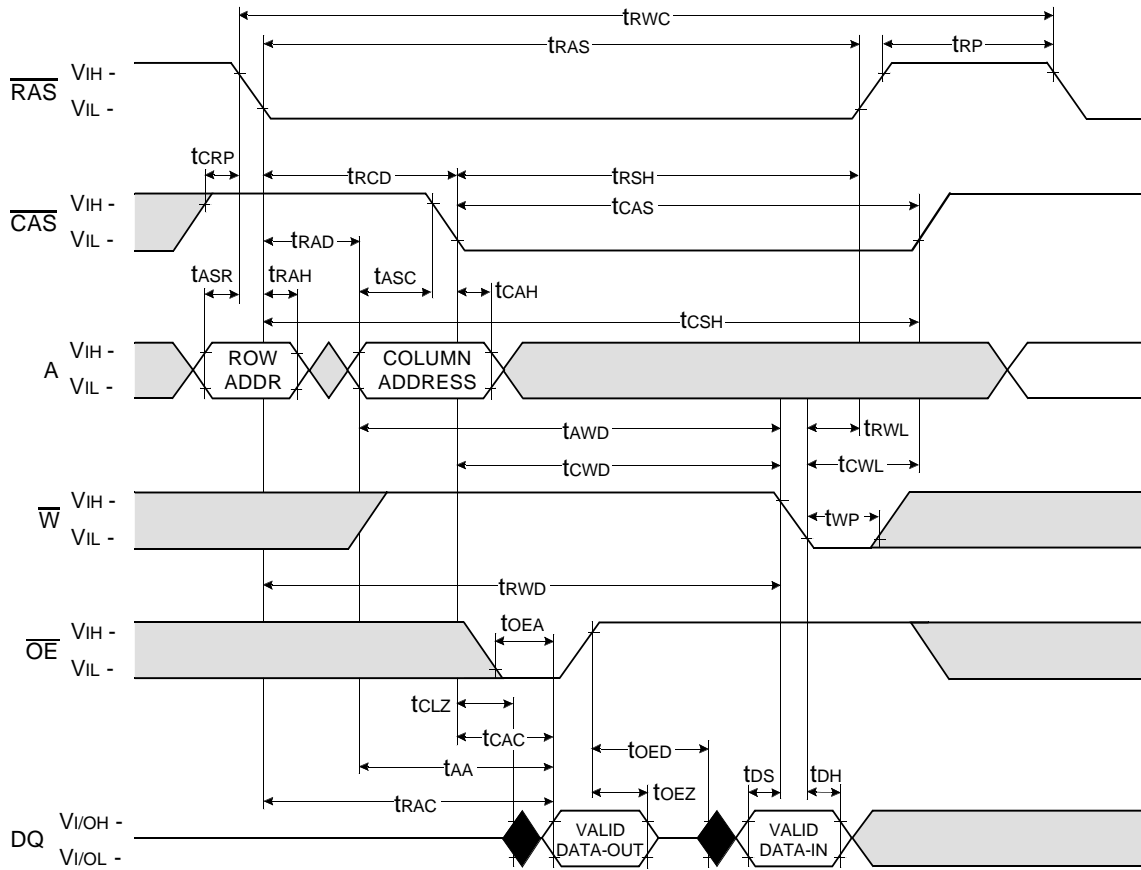 tRWC
tRAS
tRP
RAS
VIH -
VIL -
tCRP
tRCD
tRSH
CAS
VIH -
VIL -
tCAS
tRAD
tASR
tRAH
tASC
tCAH
tCSH
A
VIH -
VIL -
ROW
ADDR
COLUMN
ADDRESS
tAWD
tRWL
tCWD
tCWL
W
VIH -
VIL -
tWP
tRWD
OE
VIH -
VIL -
tOEA
tCLZ
tCAC
tOED
tAA
tOEZ
tDS
tDH
tRAC
DQ
VI/OH -
VI/OL -
VALID
DATA-OUT
VALID
DATA-IN